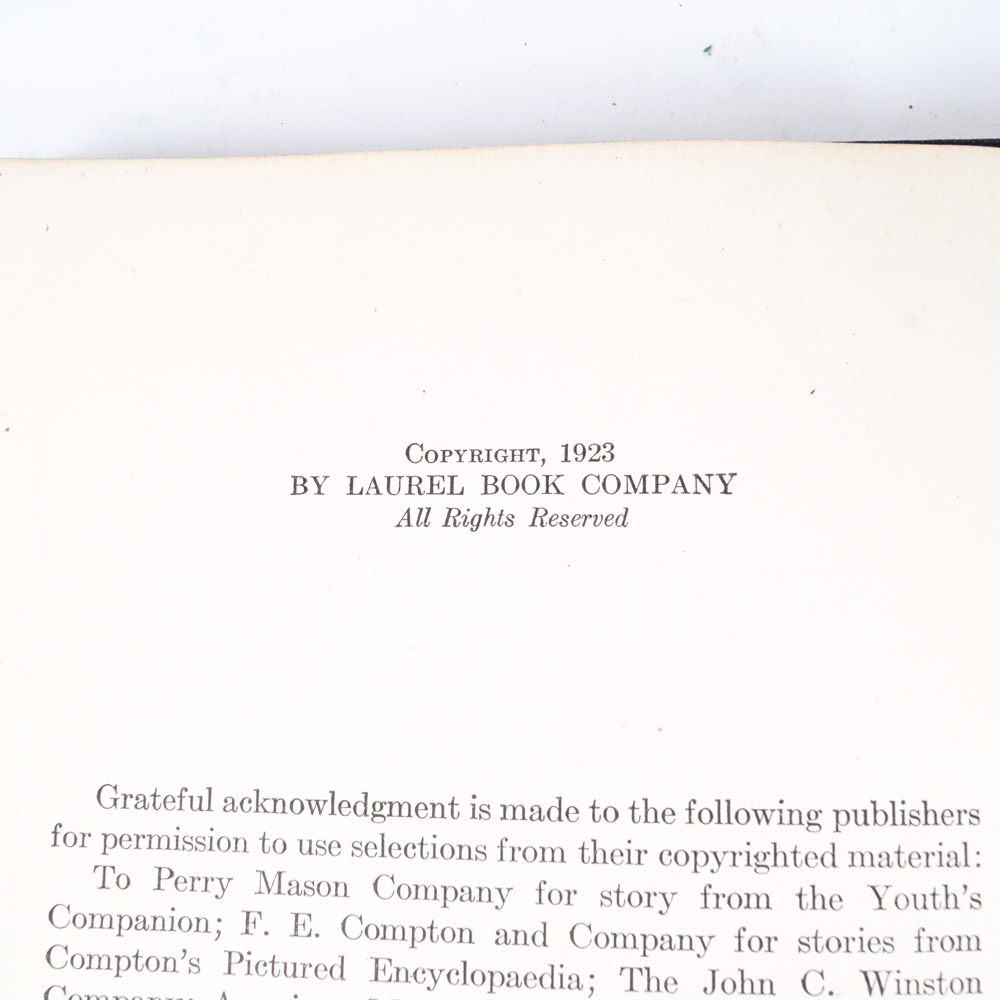 Copyright, 1923
BY LAUREL BOOK COMPANY
All Rights Reserved
Grateful acknowledgment is made to the following publishers
for permission to use selections from their copyrighted material:
To Perry Mason Company for story from the Youth's
Companion; F. E. Compton and Company for stories from
Compton's Pictured Encyclopaedia; The John C. Winston
Company;